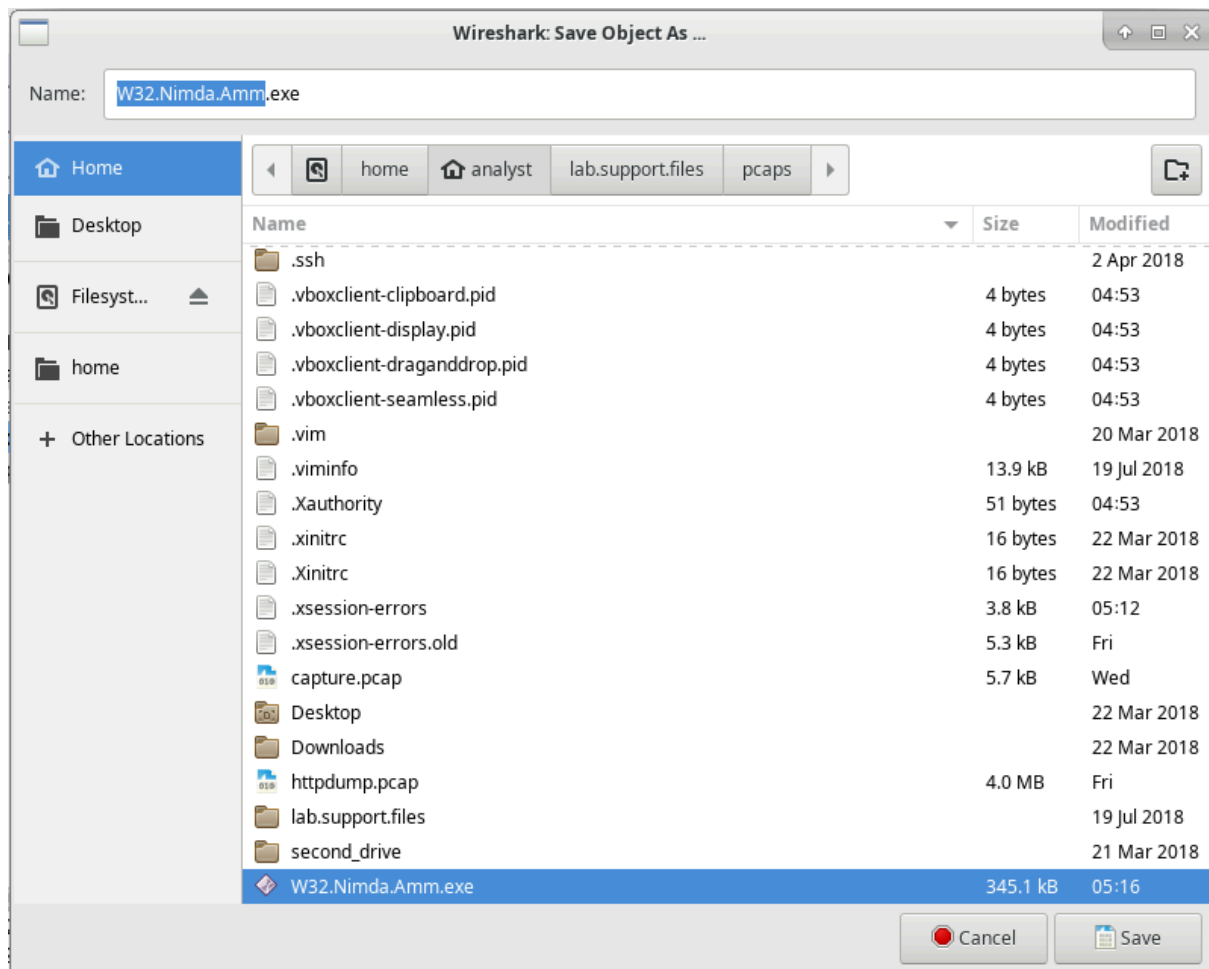 Wireshark: Save Object As ...
Name: W32.Nimda.Amm.exe
Home
Desktop
Filesyst...
home
+ Other Locations
home analyst lab.support.files pcaps
Name Size Modified
.ssh 2 Apr 2018
.vboxclient-clipboard.pid 4 bytes 04:53
.vboxclient-display.pid 4 bytes 04:53
.vboxclient-draganddrop.pid 4 bytes 04:53
.vboxclient-seamless.pid 4 bytes 04:53
.vim 20 Mar 2018
.viminfo 13.9 kB 19 Jul 2018
.Xauthority 51 bytes 04:53
.xinitrc 16 bytes 22 Mar 2018
.Xinitrc 16 bytes 22 Mar 2018
.xsession-errors 3.8 kB 05:12
.xsession-errors.old 5.3 kB Fri
capture.pcap 5.7 kB Wed
Desktop 22 Mar 2018
Downloads 22 Mar 2018
httpdump.pcap 4.0 MB Fri
lab.support.files 19 Jul 2018
second_drive 21 Mar 2018
W32.Nimda.Amm.exe 345.1 kB 05:16
Cancel Save